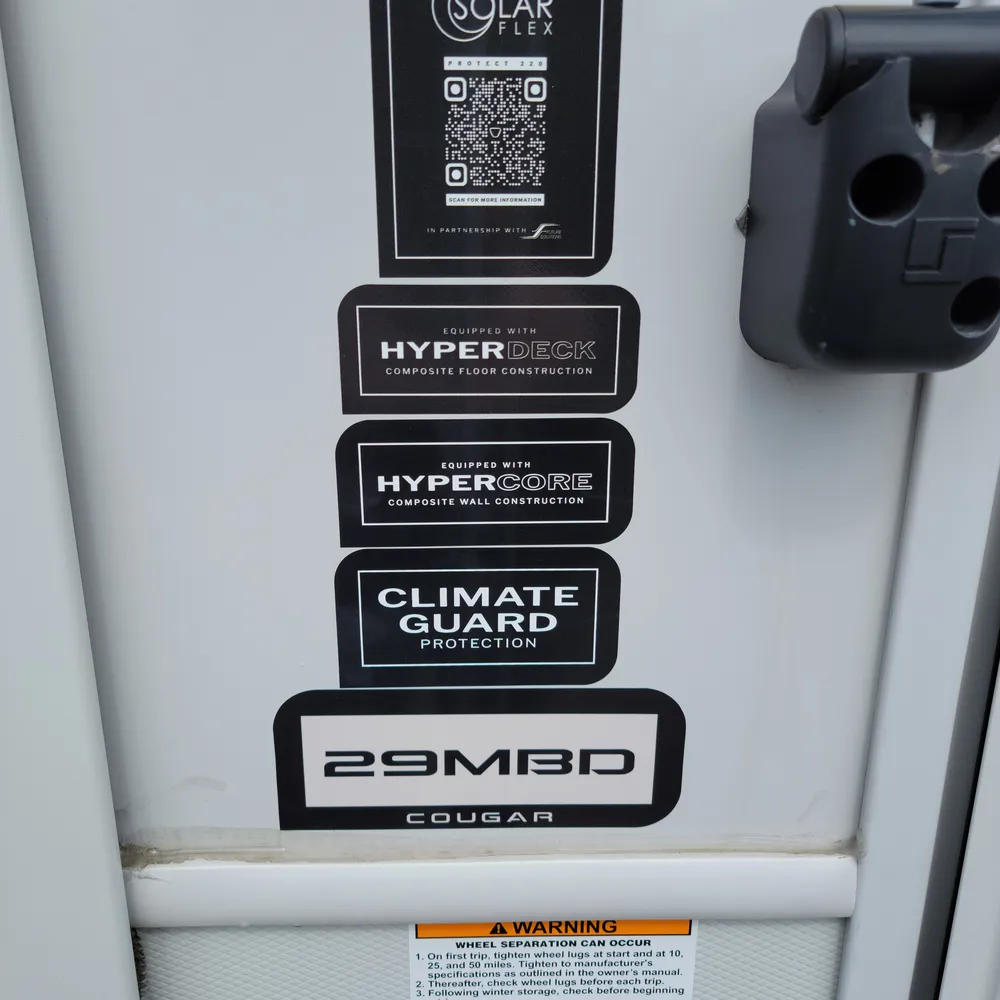 SOLAR
FLEX
PROTECT 220
SCAN FOR MORE INFORMATION
IN PARTNERSHIP WITH FUTURE
SOLUTIONS
EQUIPPED WITH
HYPERDECK
COMPOSITE FLOOR CONSTRUCTION
EQUIPPED WITH
HYPERCORE
COMPOSITE WALL CONSTRUCTION
CLIMATE
GUARD
PROTECTION
29MBD
COUGAR
WARNING
WHEEL SEPARATION CAN OCCUR
1. On first trip, tighten wheel lugs at start and at 10,
25, and 50 miles. Tighten to manufacturer's
specifications as outlined in the owner's manual.
2. Thereafter, check wheel lugs before each trip.
3. Following winter storage, check before beginning